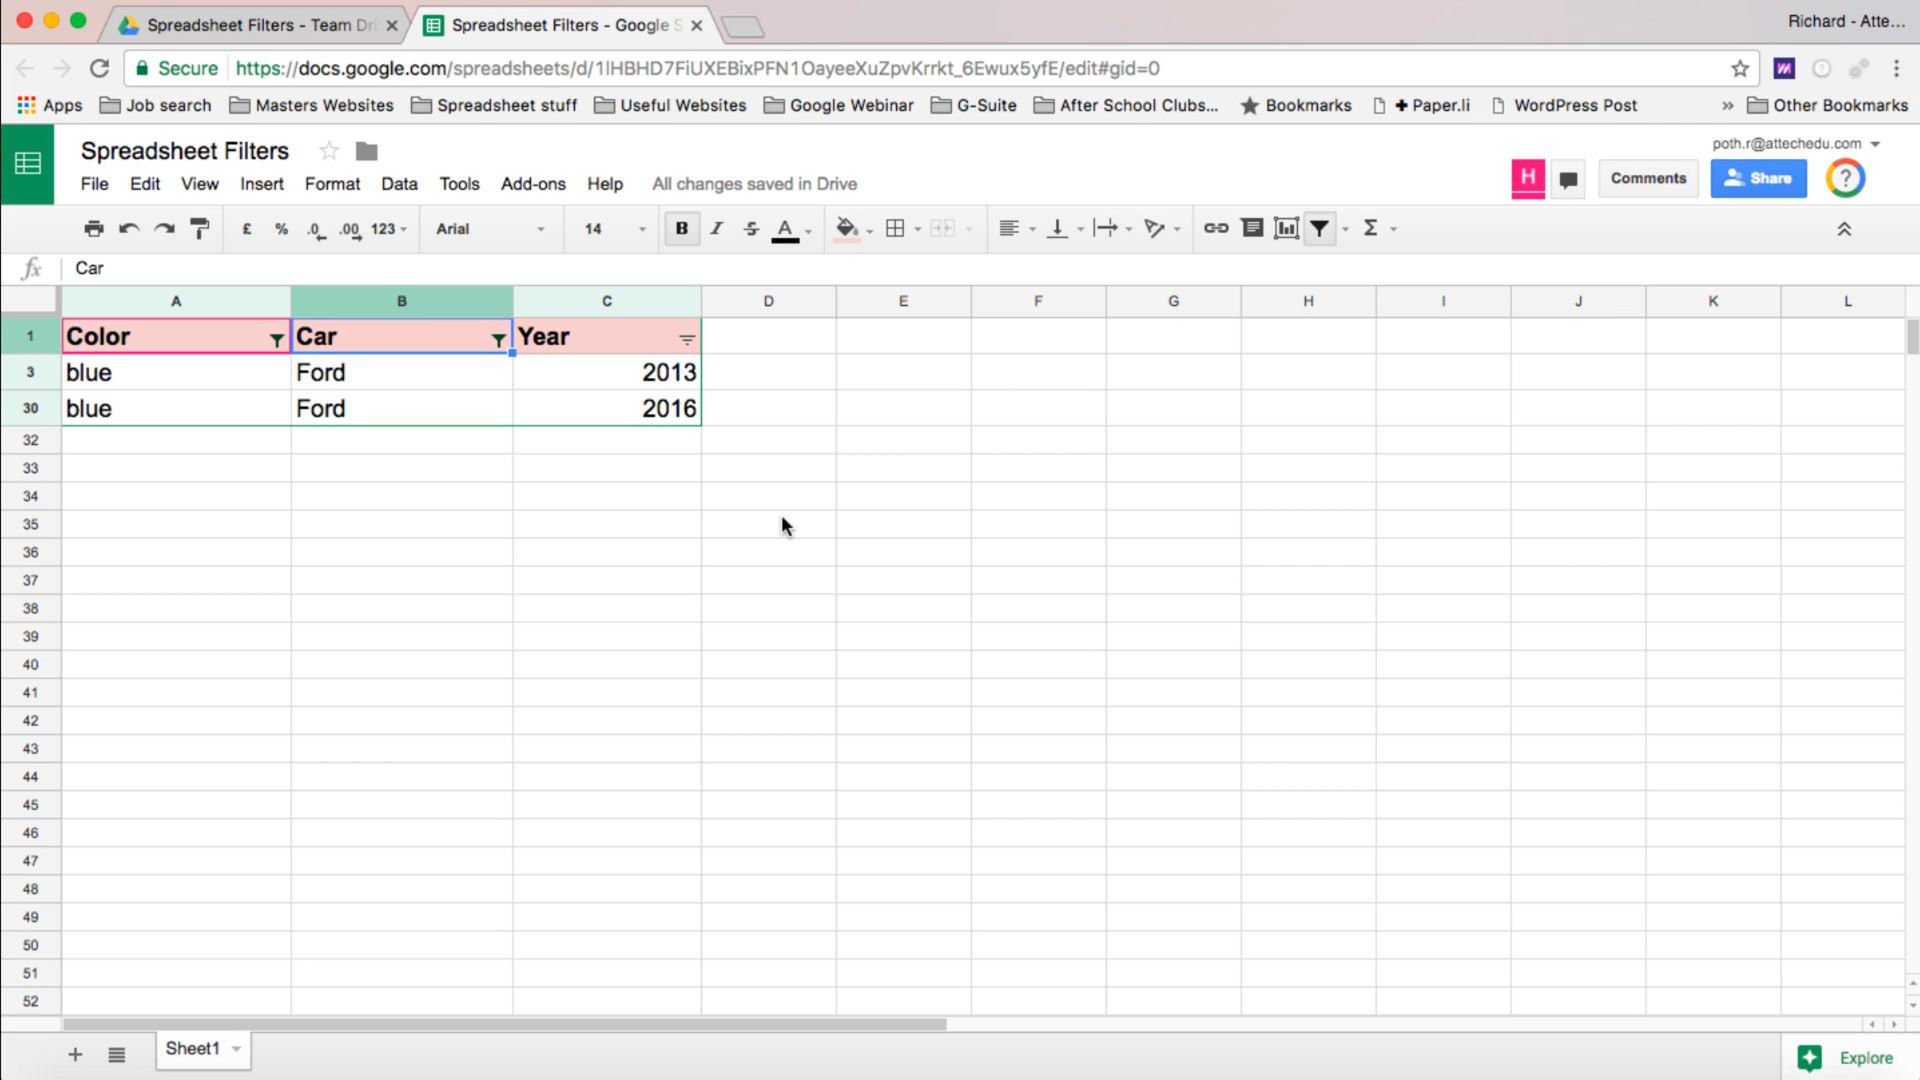 Spreadsheet Filters - Team Dri
Spreadsheet Filters - Google S
Richard - Atte...
Secure https://docs.google.com/spreadsheets/d/1lHBHD7FiUXEBixPFN1OayeeXuZpvKrrkt_6Ewux5yfE/edit#gid=0
Apps Job search Masters Websites Spreadsheet stuff Useful Websites Google Webinar G-Suite After School Clubs... Bookmarks Paper.li WordPress Post » Other Bookmarks
Spreadsheet Filters
poth.r@attechedu.com
File Edit View Insert Format Data Tools Add-ons Help All changes saved in Drive
H Comments Share ?
£ % .0 .00 123 Arial 14 B I S A Σ
fx Car
A B C D E F G H I J K L
1 Color Car Year
3 blue Ford 2013
30 blue Ford 2016
32
33
34
35
36
37
38
39
40
41
42
43
44
45
46
47
48
49
50
51
52
+ Sheet1 Explore